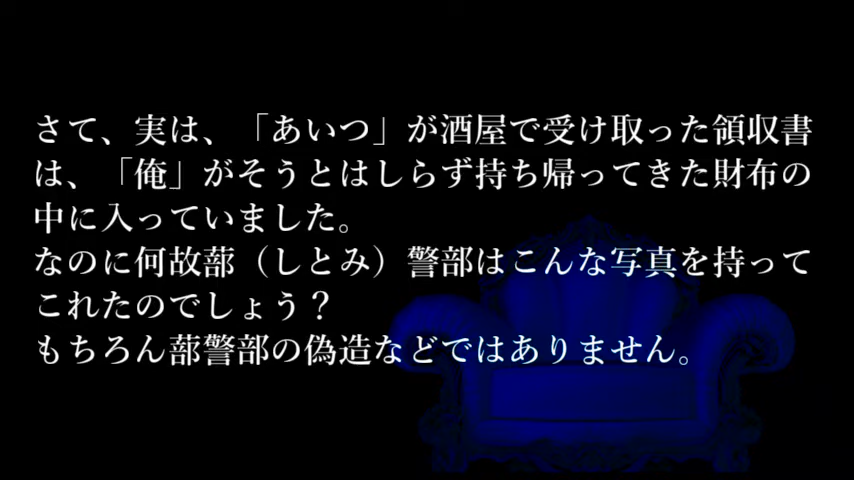 さて、実は、「あいつ」が酒屋で受け取った領収書
は、「俺」がそうとはしらず持ち帰ってきた財布の
中に入っていました。
なのに何故蔀（しとみ）警部はこんな写真を持って
これたのでしょう？
もちろん蔀警部の偽造などではありません。